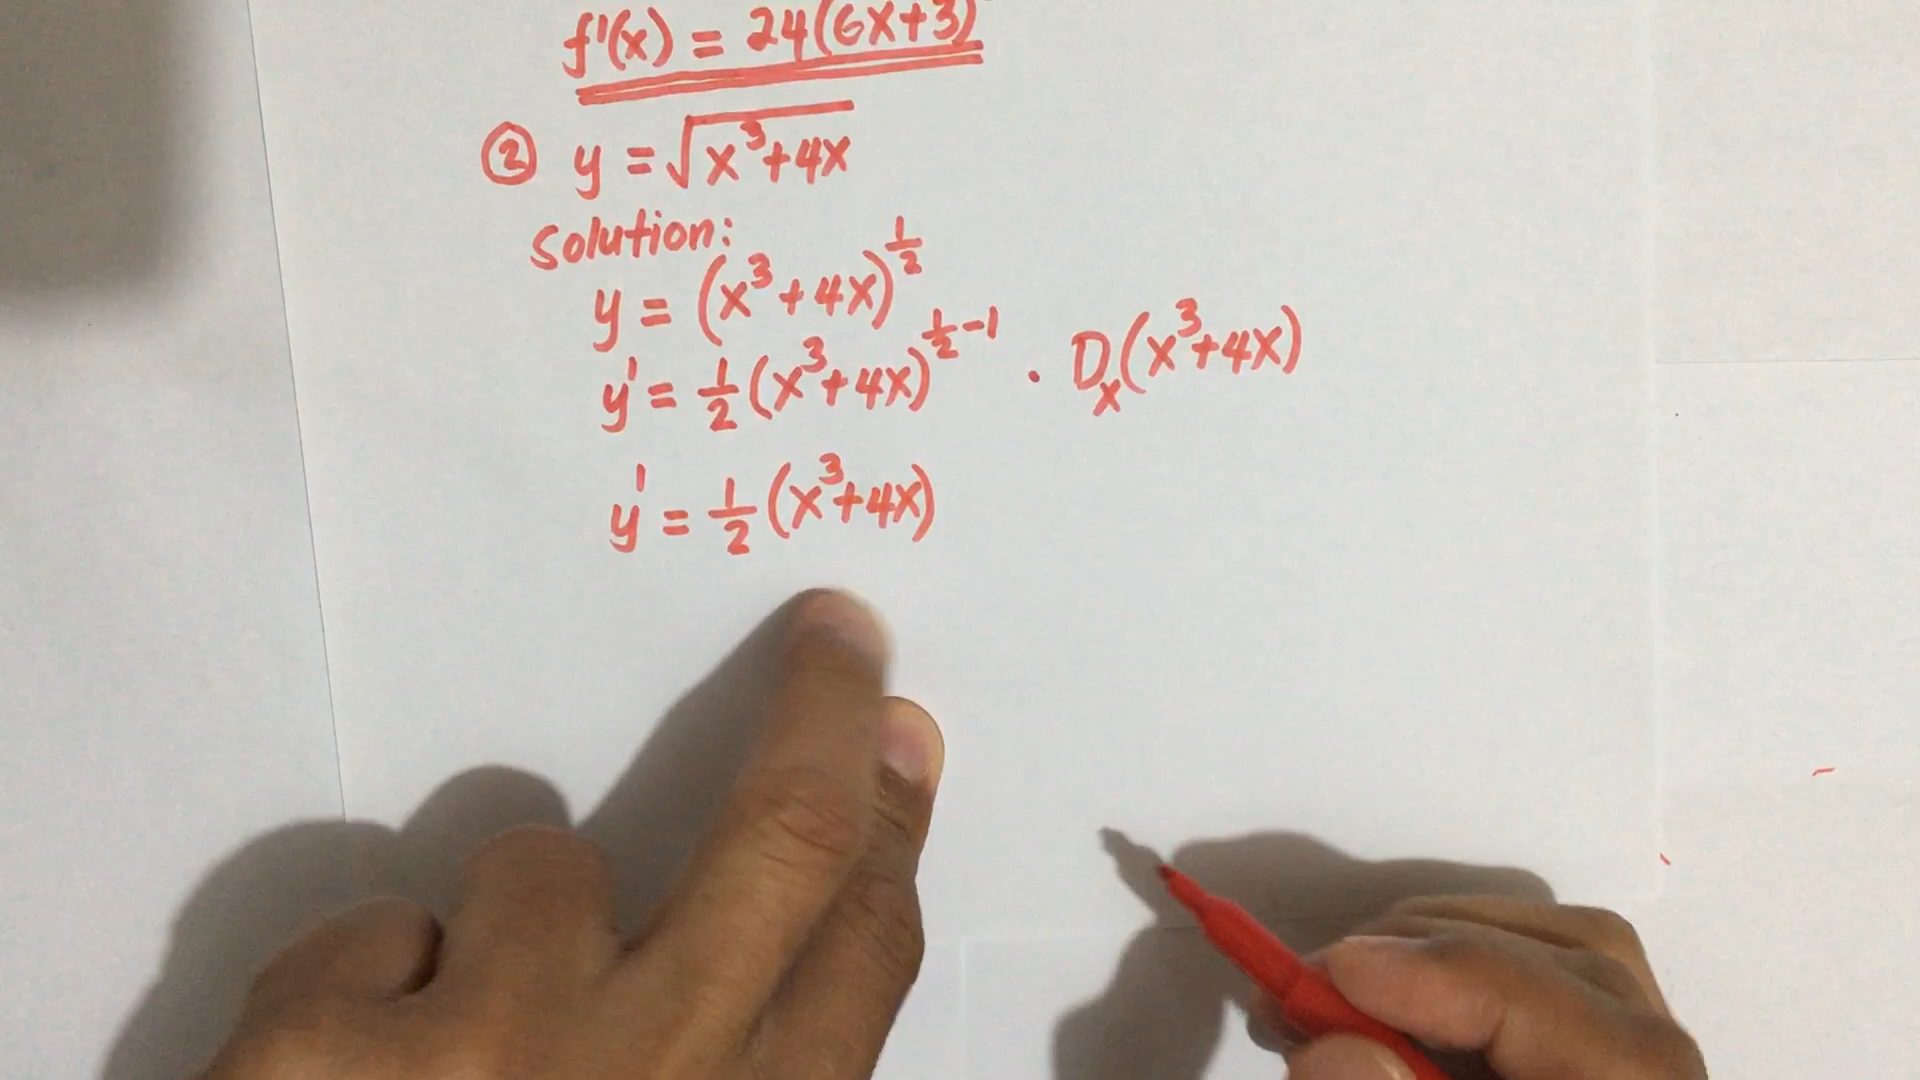 f'(x) = 24(6x+3)
② y = √x³+4x
Solution:
y = (x³+4x)^½
y' = ½(x³+4x)^½-1 · Dₓ(x³+4x)
y' = ½(x³+4x)